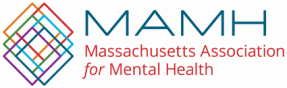 MAMH
Massachusetts Association
for Mental Health